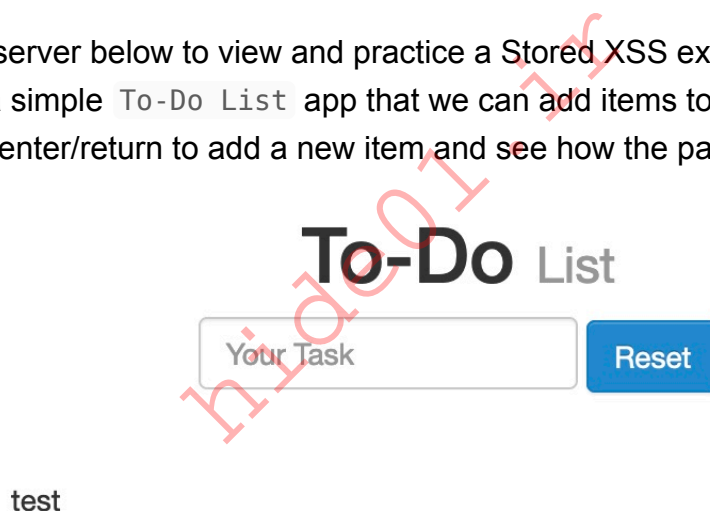 server below to view and practice a Stored XSS ex
simple To-Do List app that we can add items to
enter/return to add a new item and see how the pa
To-Do List
Your Task
Reset
test
hide01.ir